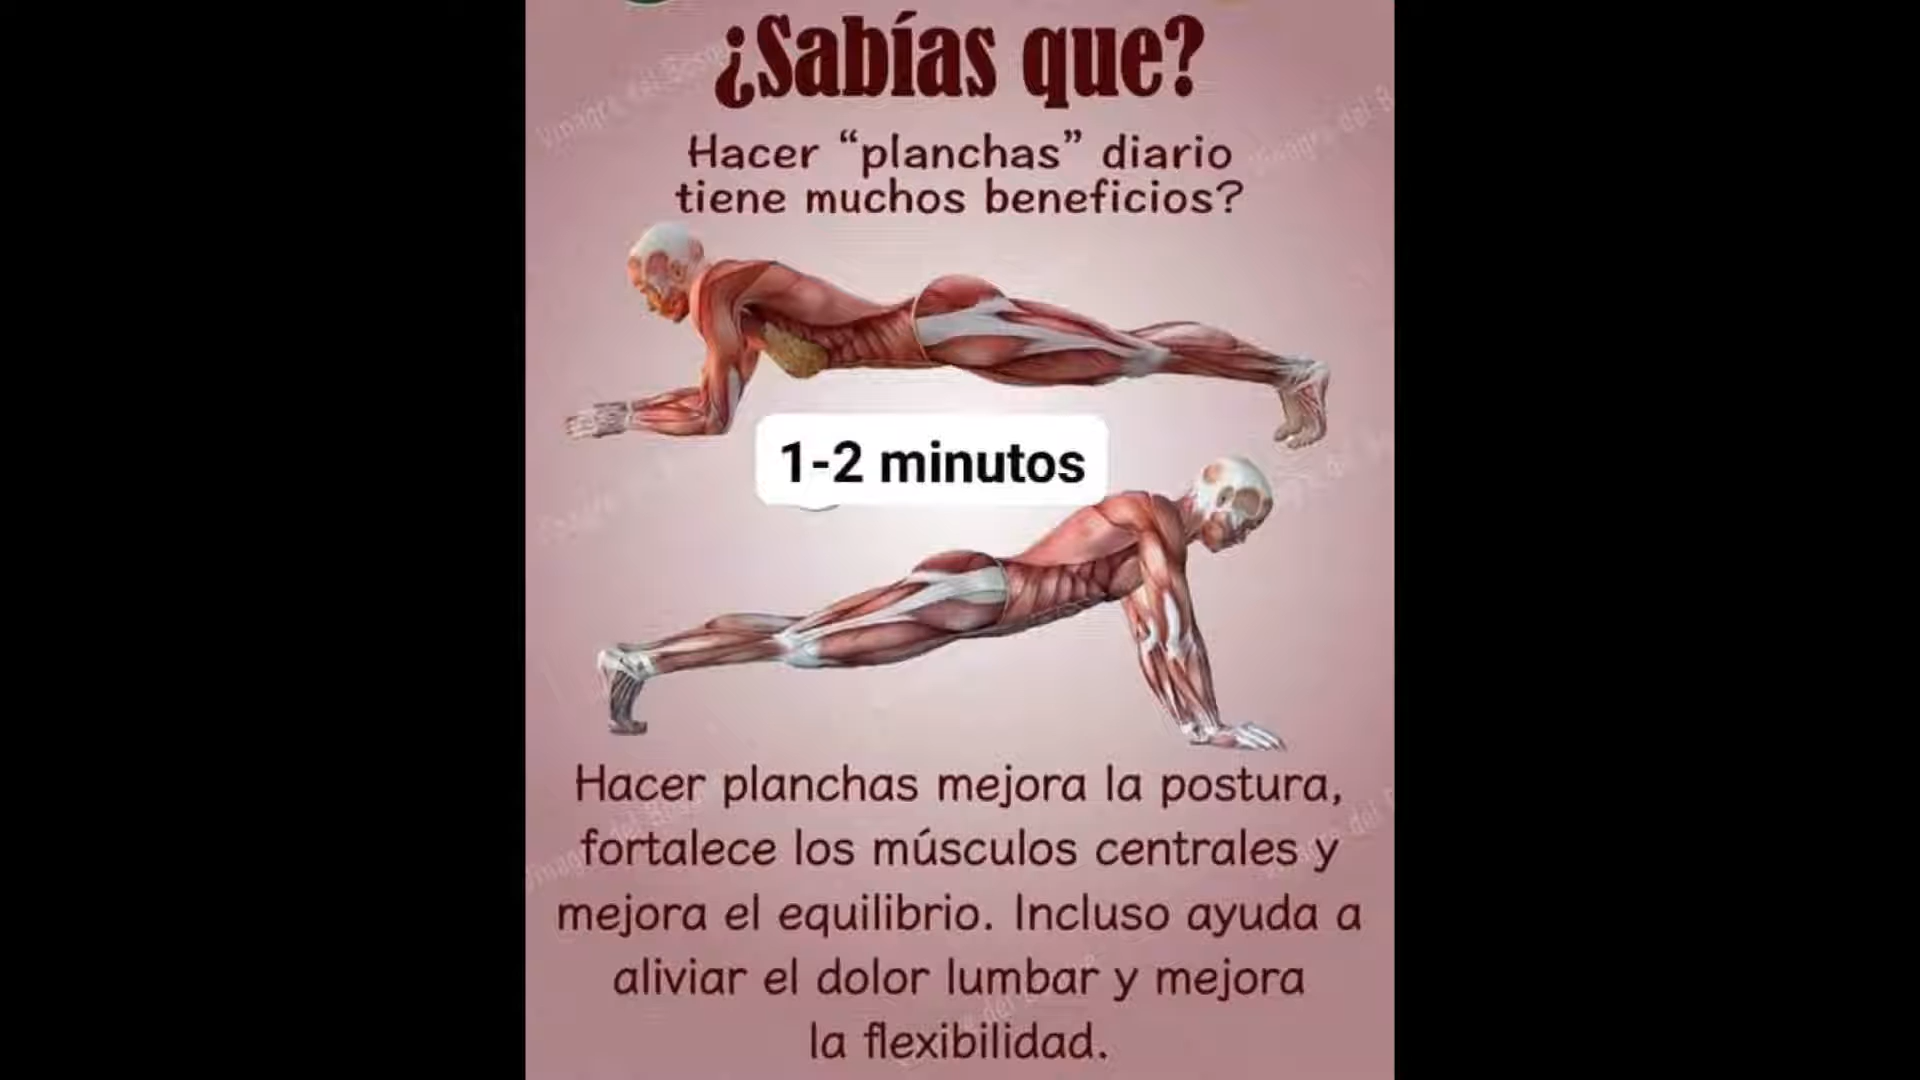 ¿Sabías que?
Hacer “planchas” diario
tiene muchos beneficios?
1-2 minutos
Hacer planchas mejora la postura,
fortalece los músculos centrales y
mejora el equilibrio. Incluso ayuda a
aliviar el dolor lumbar y mejora
la flexibilidad.